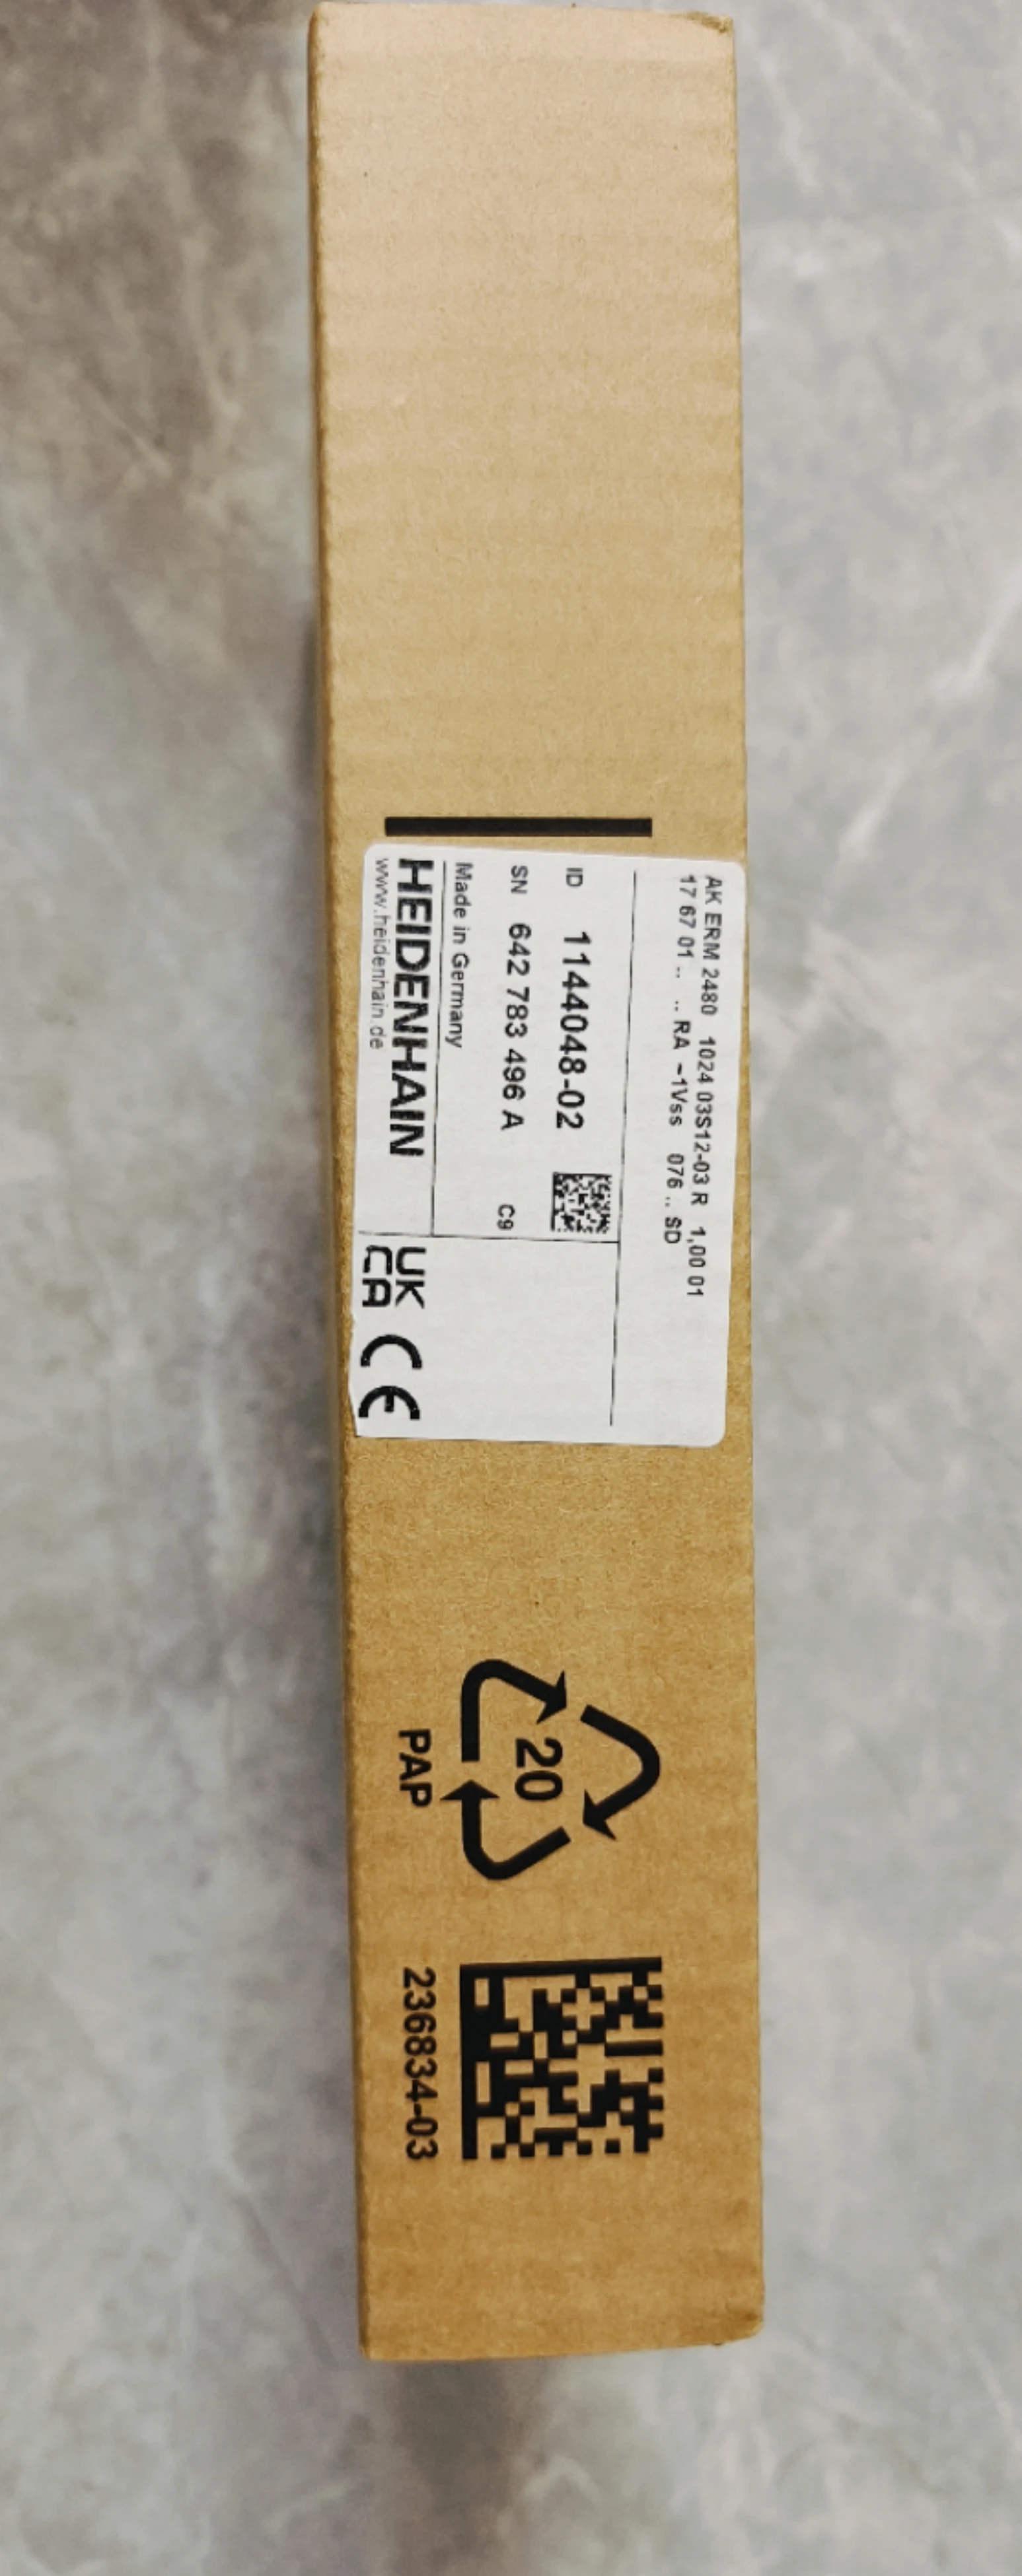 AK ERM 2480 1024 03S12-03 R 1,00 01
17 67 01 .. .. RA ~1Vss 076 .. SD
ID 1144048-02
SN 642 783 496 A C9
Made in Germany
HEIDENHAIN
www.heidenhain.de
UK
CA
CE
20
PAP
236834-03